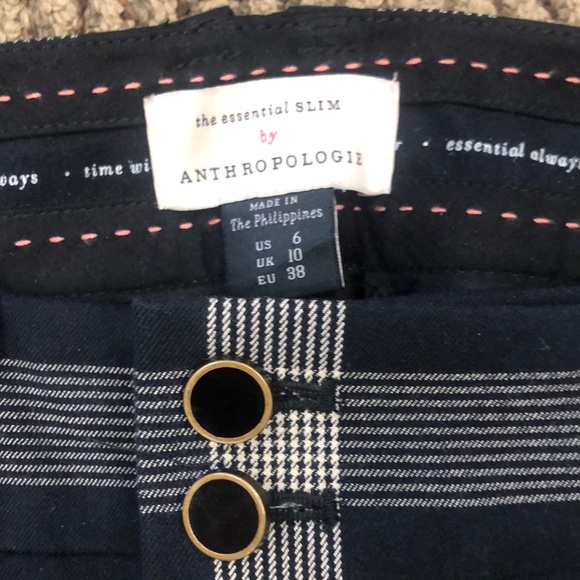 the essential SLIM
by
ANTHROPOLOGIE
ways • time wi
r • essential always
MADE IN
The Philippines
US 6
UK 10
EU 38